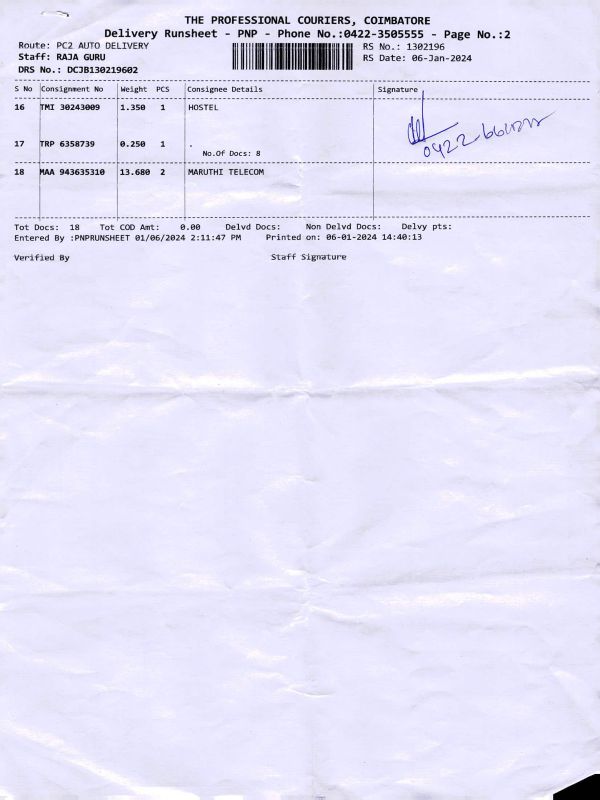 THE PROFESSIONAL COURIERS, COIMBATORE
Delivery Runsheet - PNP - Phone No.:0422-3505555 - Page No.:2
Route: PC2 AUTO DELIVERY
RS No.: 1302196
Staff: RAJA GURU
RS Date: 06-Jan-2024
DRS No.: DCJB130219602
S No Consignment No Weight PCS Consignee Details Signature
16 TMI 30243009 1.350 1 HOSTEL
17 TRP 6358739 0.250 1 .
No.Of Docs: 8
18 MAA 943635310 13.680 2 MARUTHI TELECOM
Tot Docs: 18 Tot COD Amt: 0.00 Delvd Docs: Non Delvd Docs: Delvy pts:
Entered By :PNPRUNSHEET 01/06/2024 2:11:47 PM Printed on: 06-01-2024 14:40:13
Verified By Staff Signature